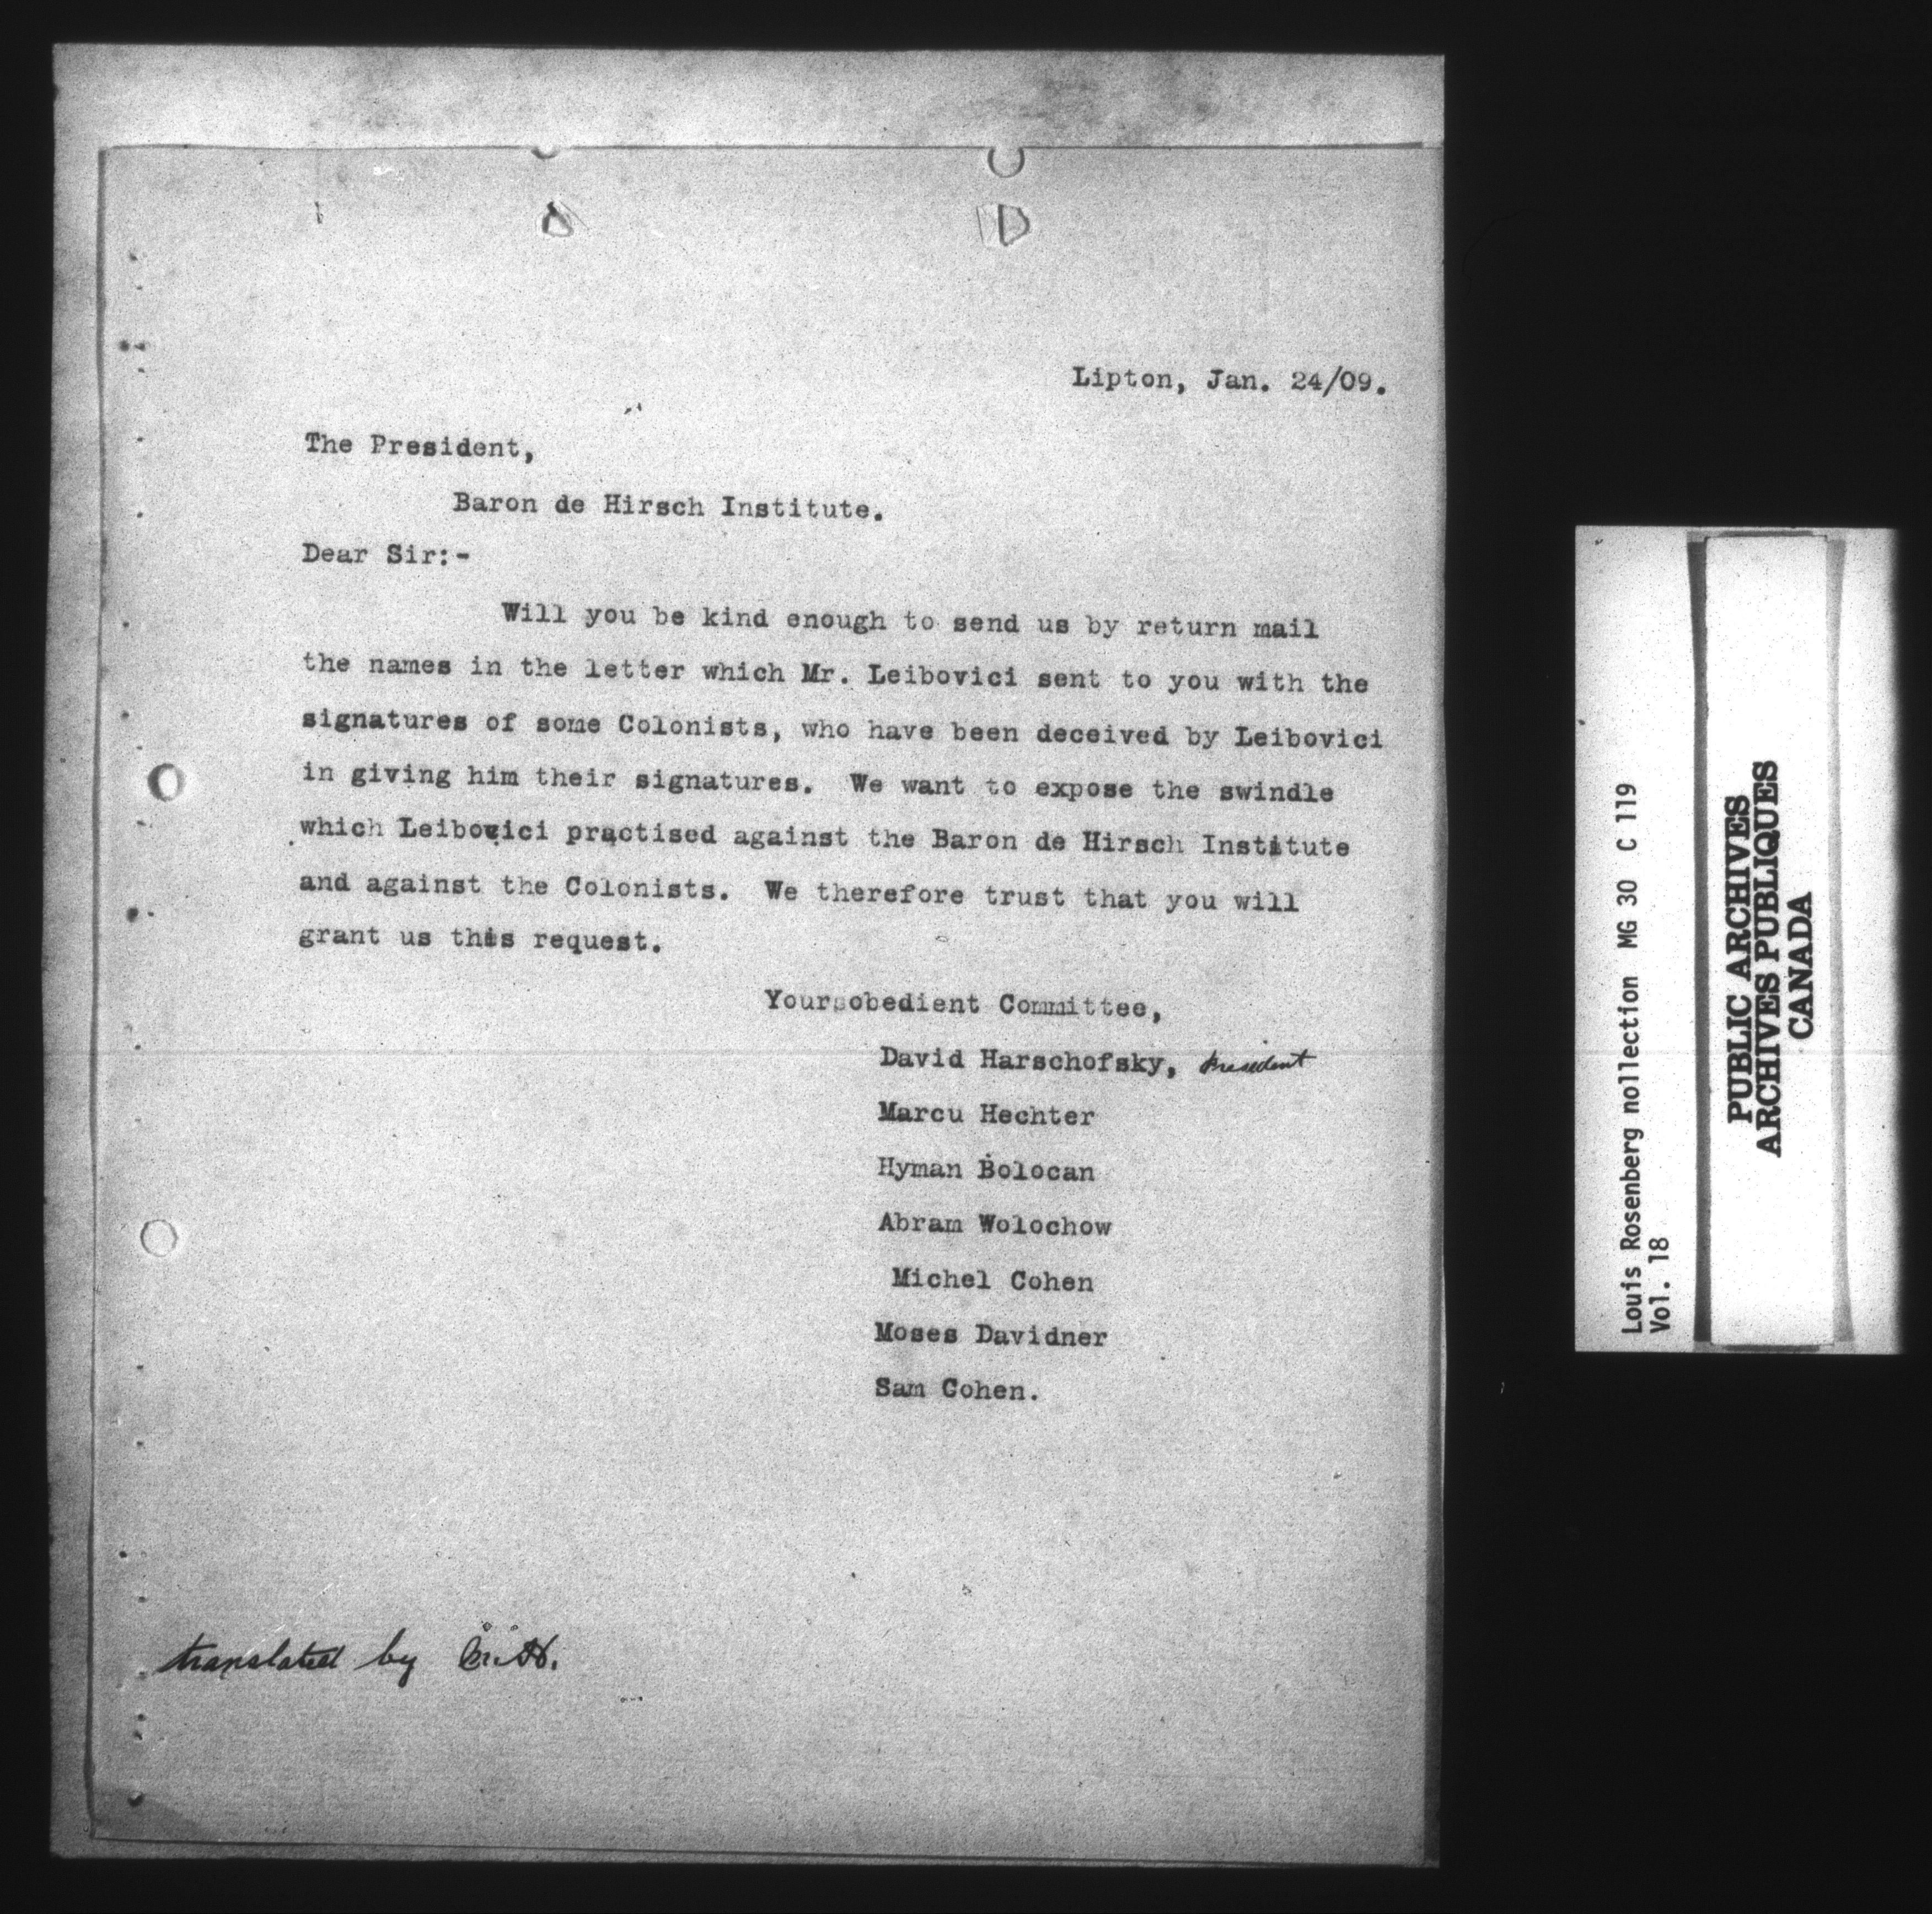 Lipton, Jan. 24/09.
The President,
Baron de Hirsch Institute.
Dear Sir:-
Will you be kind enough to send us by return mail
the names in the letter which Mr. Leibovici sent to you with the
signatures of some Colonists, who have been deceived by Leibovici
in giving him their signatures. We want to expose the swindle
which Leibovici practised against the Baron de Hirsch Institute
and against the Colonists. We therefore trust that you will
grant us this request.
Yoursobedient Committee,
David Harschofsky, President
Marcu Hechter
Hyman Bolocan
Abram Wolochow
Michel Cohen
Moses Davidner
Sam Cohen.
translated by
Louis Rosenberg nollection MG 30 C 119
Vol. 18
PUBLIC ARCHIVES
ARCHIVES PUBLIQUES
CANADA